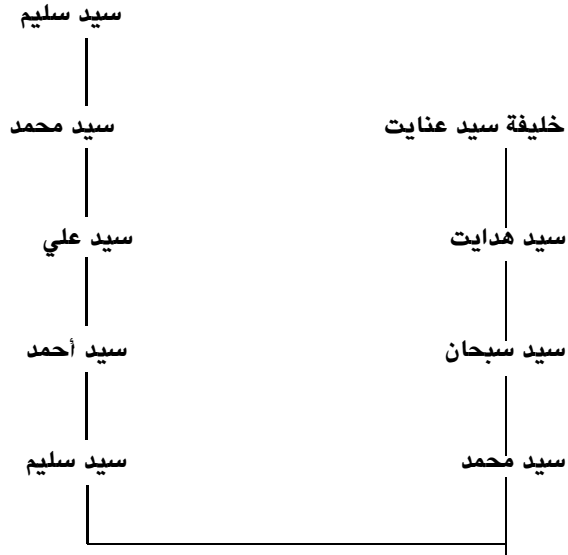 سيد سليم
خليفة سيد عنايت
سيد محمد
سيد هدايت
سيد علي
سيد سبحان
سيد أحمد
سيد محمد
سيد سليم